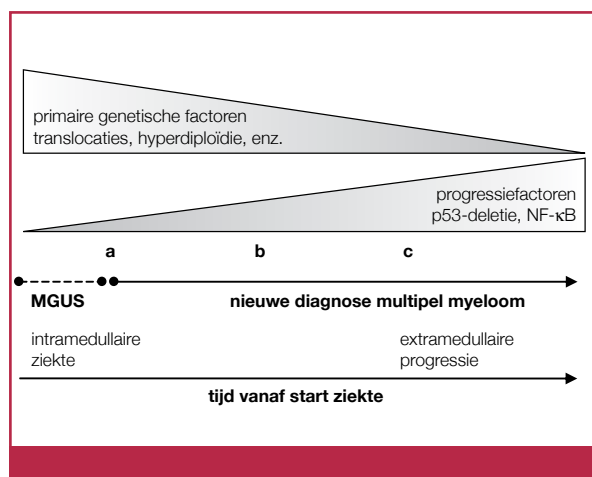 primaire genetische factoren
translocaties, hyperdiploïdie, enz.
progressiefactoren
p53-deletie, NF-κB
a b c
MGUS nieuwe diagnose multipel myeloom
intramedullaire extramedullaire
ziekte progressie
tijd vanaf start ziekte